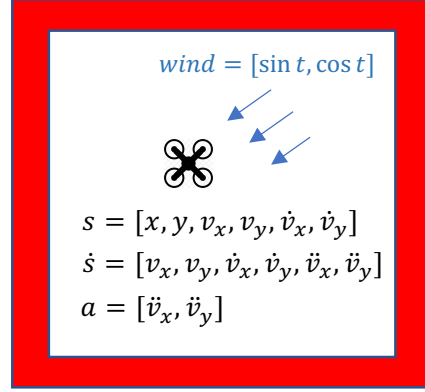 wind = [sin t, cos t]
s = [x, y, vₓ, v_y, v̇ₓ, v̇_y]
ṡ = [vₓ, v_y, v̇ₓ, v̇_y, v̈ₓ, v̈_y]
a = [v̈ₓ, v̈_y]